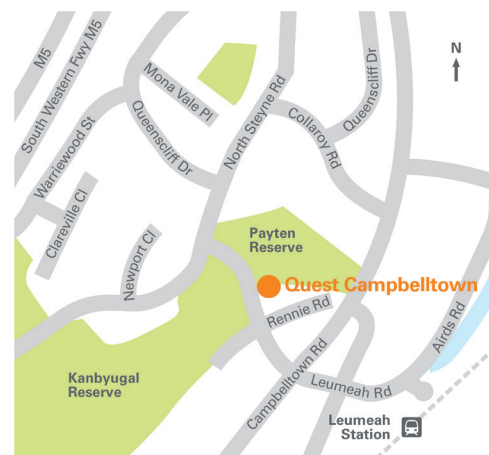 M5
South Western Fwy M5
Warriewood St
Mona Vale Pl
Queenscliff Dr
North Steyne Rd
Collaroy Rd
Queenscliff Dr
N
Clareville Cl
Newport Cl
Payten
Reserve
Quest Campbelltown
Rennie Rd
Airds Rd
Campbelltown Rd
Leumeah Rd
Kanbyugal
Reserve
Leumeah
Station